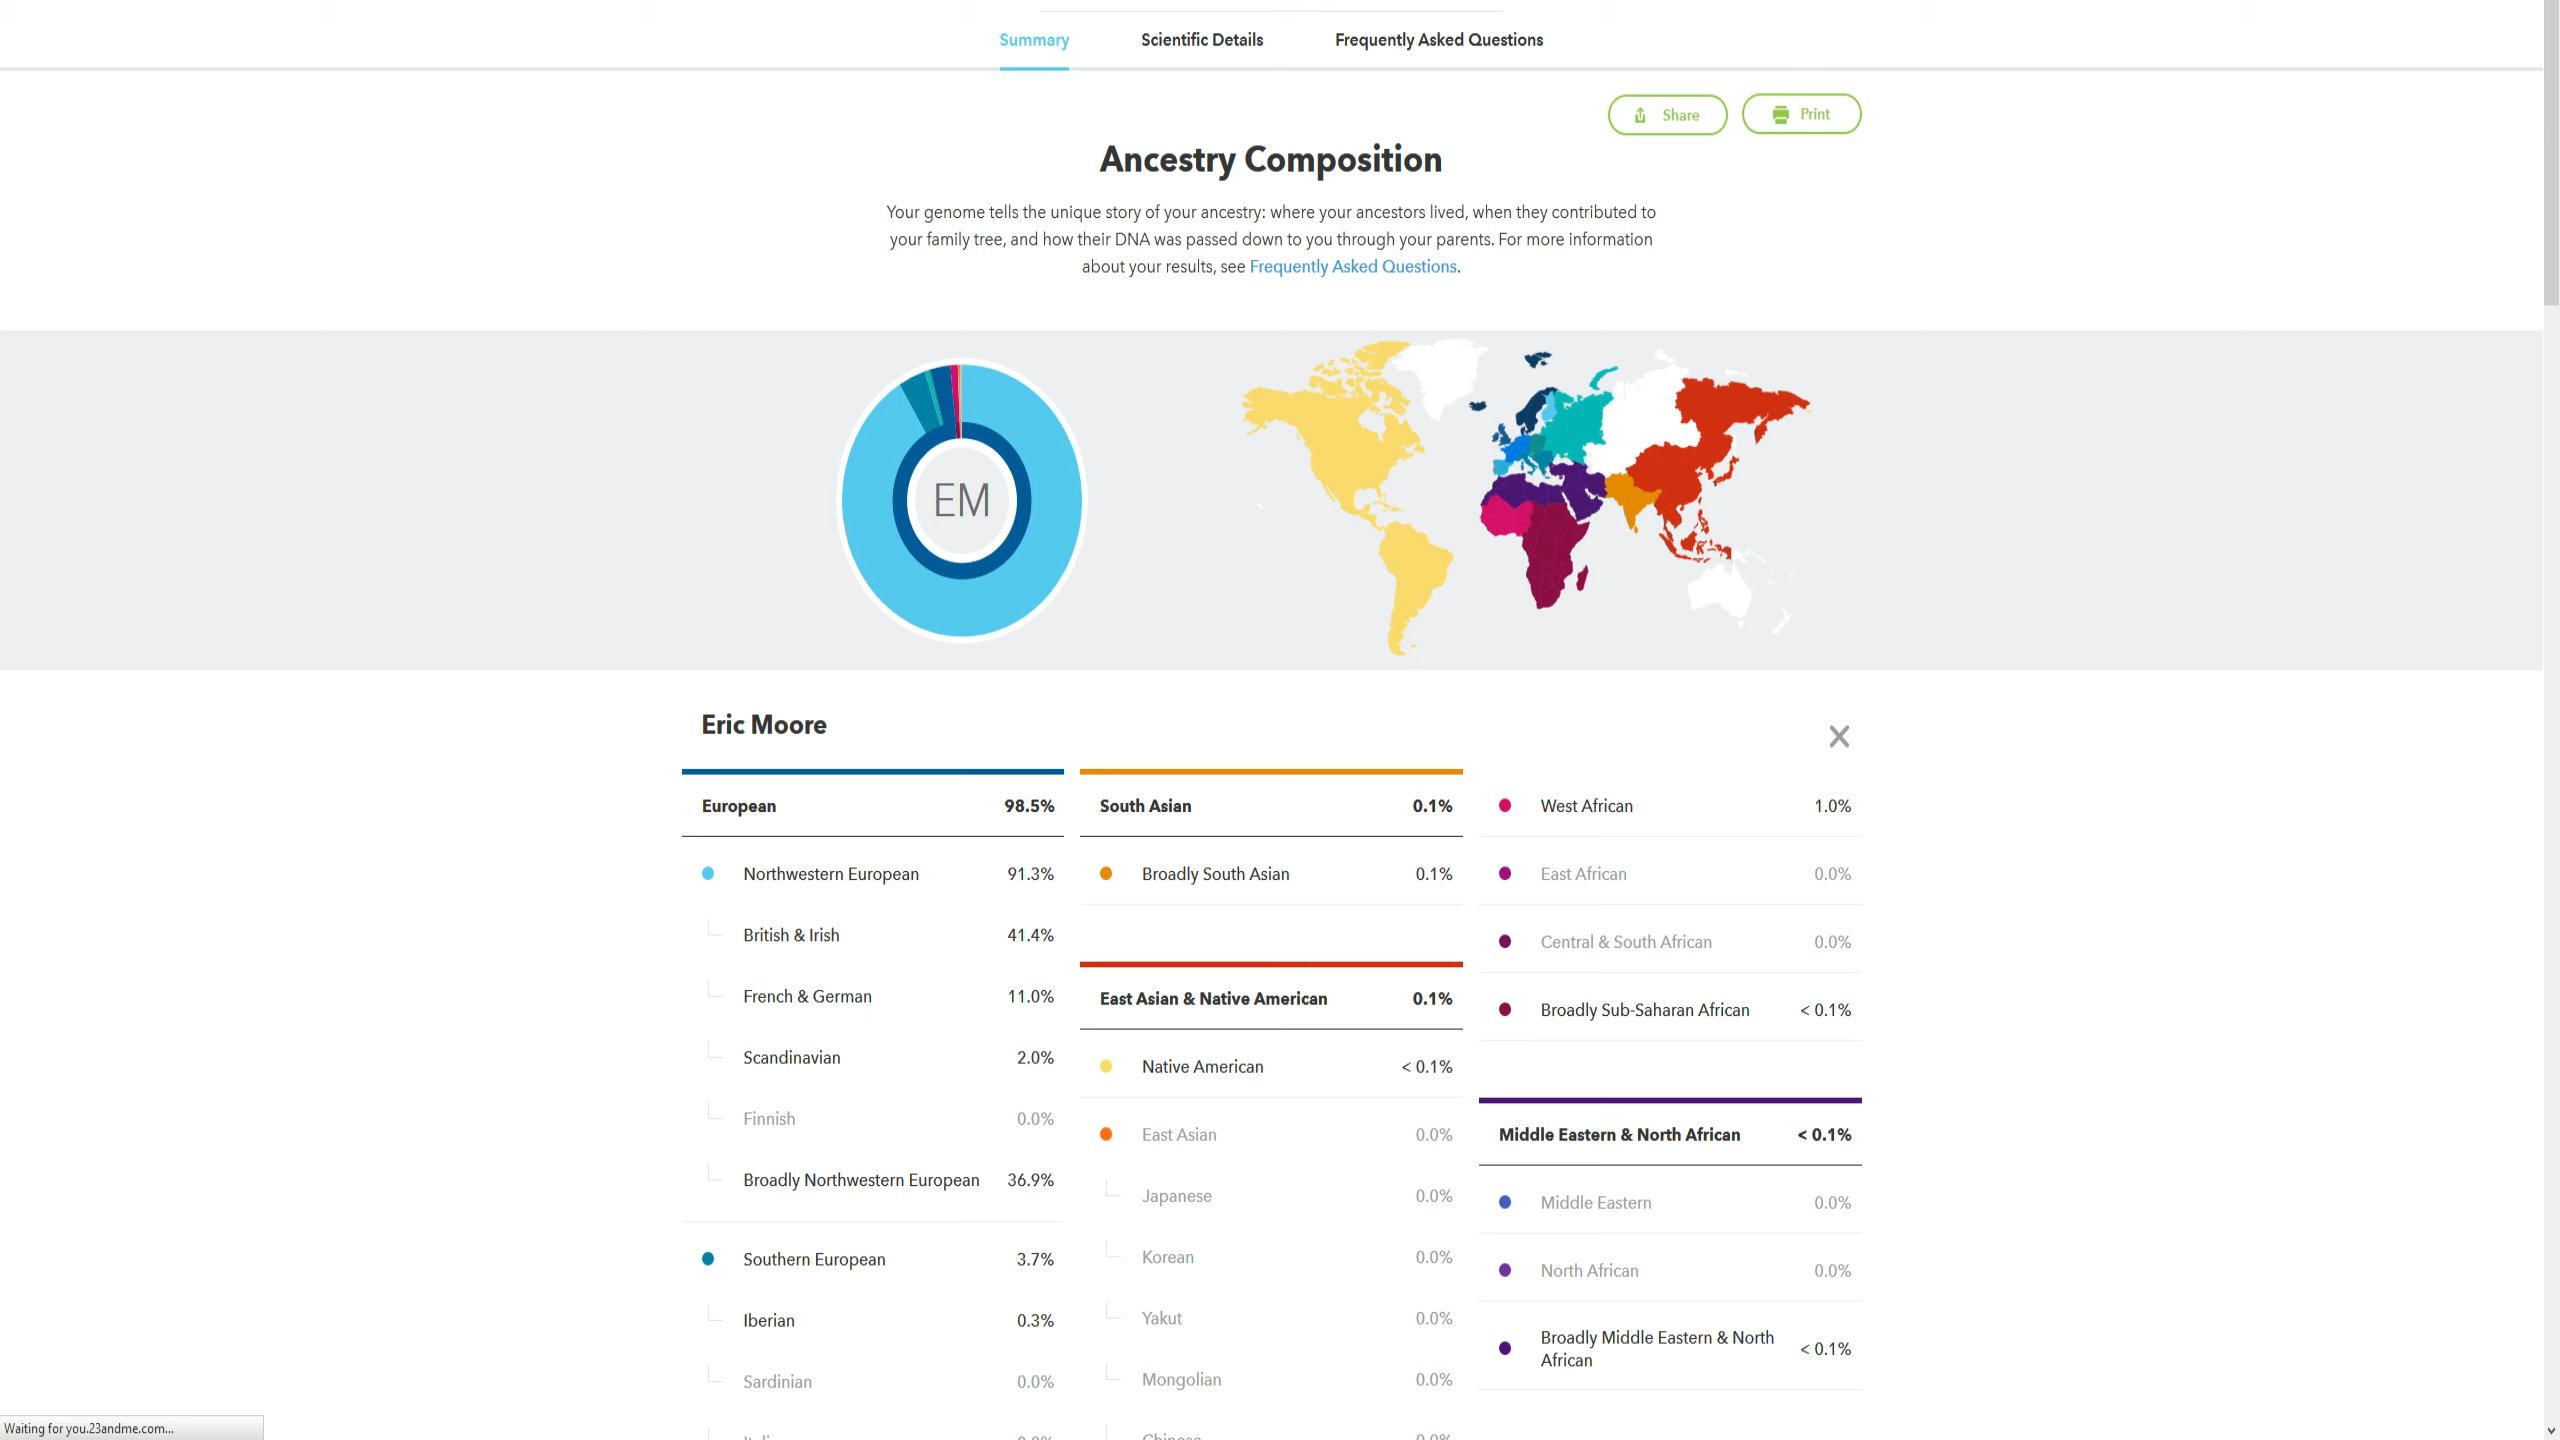 Summary
Scientific Details
Frequently Asked Questions
Share
Print
Ancestry Composition
Your genome tells the unique story of your ancestry: where your ancestors lived, when they contributed to
your family tree, and how their DNA was passed down to you through your parents. For more information
about your results, see Frequently Asked Questions.
EM
Eric Moore
European 98.5%
Northwestern European 91.3%
British & Irish 41.4%
French & German 11.0%
Scandinavian 2.0%
Finnish 0.0%
Broadly Northwestern European 36.9%
Southern European 3.7%
Iberian 0.3%
Sardinian 0.0%
South Asian 0.1%
Broadly South Asian 0.1%
East Asian & Native American 0.1%
Native American < 0.1%
East Asian 0.0%
Japanese 0.0%
Korean 0.0%
Yakut 0.0%
Mongolian 0.0%
West African 1.0%
East African 0.0%
Central & South African 0.0%
Broadly Sub-Saharan African < 0.1%
Middle Eastern & North African < 0.1%
Middle Eastern 0.0%
North African 0.0%
Broadly Middle Eastern & North
African < 0.1%
Waiting for you.23andme.com...